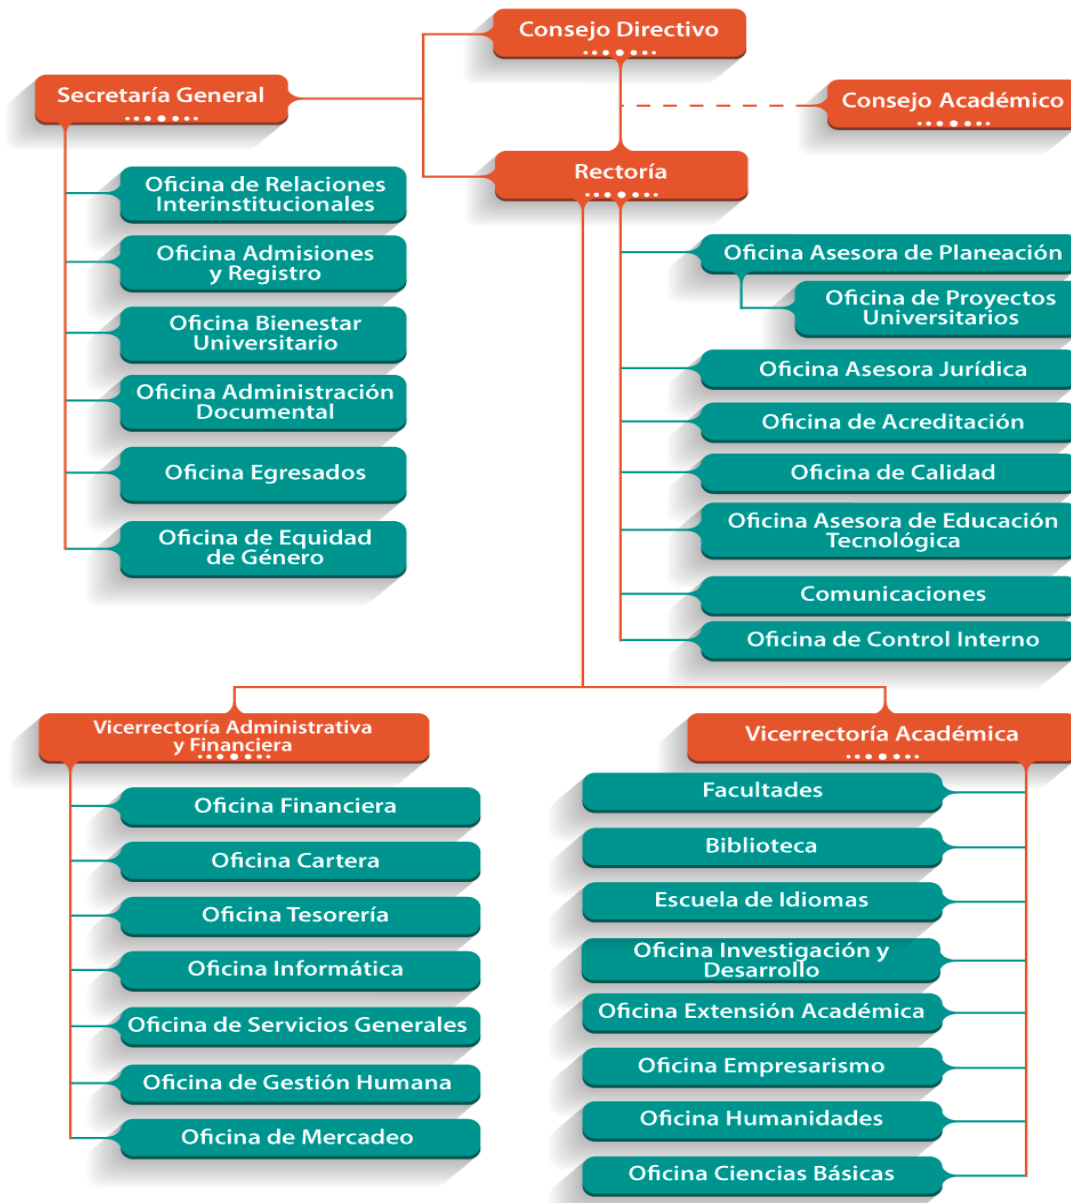 Consejo Directivo
Secretaría General
Consejo Académico
Rectoría
Oficina de Relaciones
Interinstitucionales
Oficina Admisiones
y Registro
Oficina Bienestar
Universitario
Oficina Administración
Documental
Oficina Egresados
Oficina de Equidad
de Género
Oficina Asesora de Planeación
Oficina de Proyectos
Universitarios
Oficina Asesora Jurídica
Oficina de Acreditación
Oficina de Calidad
Oficina Asesora de Educación
Tecnológica
Comunicaciones
Oficina de Control Interno
Vicerrectoría Administrativa
y Financiera
Oficina Financiera
Oficina Cartera
Oficina Tesorería
Oficina Informática
Oficina de Servicios Generales
Oficina de Gestión Humana
Oficina de Mercadeo
Vicerrectoría Académica
Facultades
Biblioteca
Escuela de Idiomas
Oficina Investigación y
Desarrollo
Oficina Extensión Académica
Oficina Empresarismo
Oficina Humanidades
Oficina Ciencias Básicas